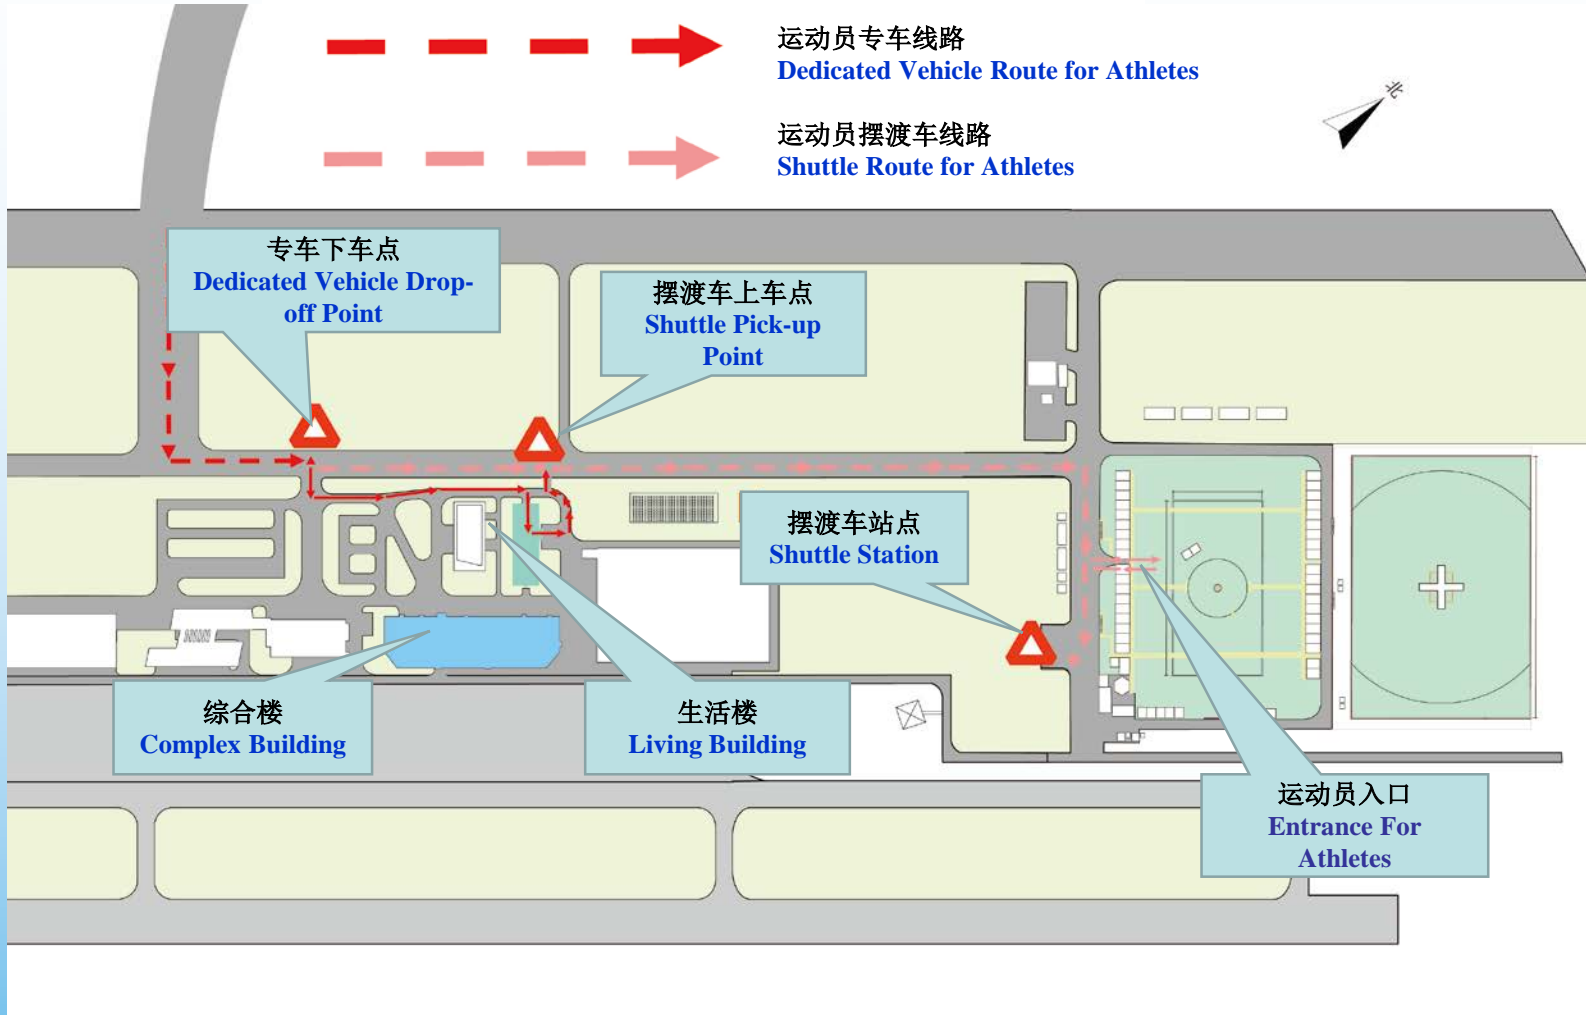 运动员专车线路
Dedicated Vehicle Route for Athletes
北
运动员摆渡车线路
Shuttle Route for Athletes
专车下车点
Dedicated Vehicle Drop-
off Point
摆渡车上车点
Shuttle Pick-up
Point
摆渡车站点
Shuttle Station
综合楼
Complex Building
生活楼
Living Building
运动员入口
Entrance For
Athletes